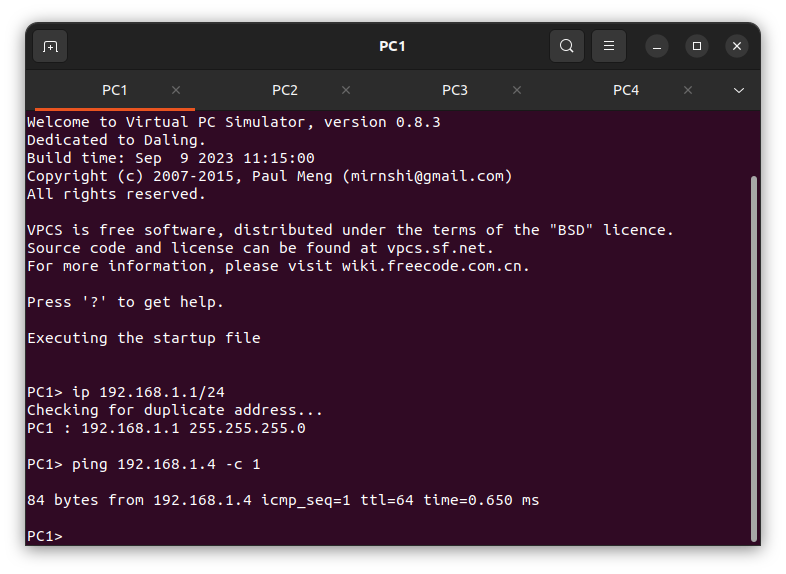 PC1
PC1 PC2 PC3 PC4
Welcome to Virtual PC Simulator, version 0.8.3
Dedicated to Daling.
Build time: Sep  9 2023 11:15:00
Copyright (c) 2007-2015, Paul Meng (mirnshi@gmail.com)
All rights reserved.
VPCS is free software, distributed under the terms of the "BSD" licence.
Source code and license can be found at vpcs.sf.net.
For more information, please visit wiki.freecode.com.cn.
Press '?' to get help.
Executing the startup file
PC1> ip 192.168.1.1/24
Checking for duplicate address...
PC1 : 192.168.1.1 255.255.255.0
PC1> ping 192.168.1.4 -c 1
84 bytes from 192.168.1.4 icmp_seq=1 ttl=64 time=0.650 ms
PC1>